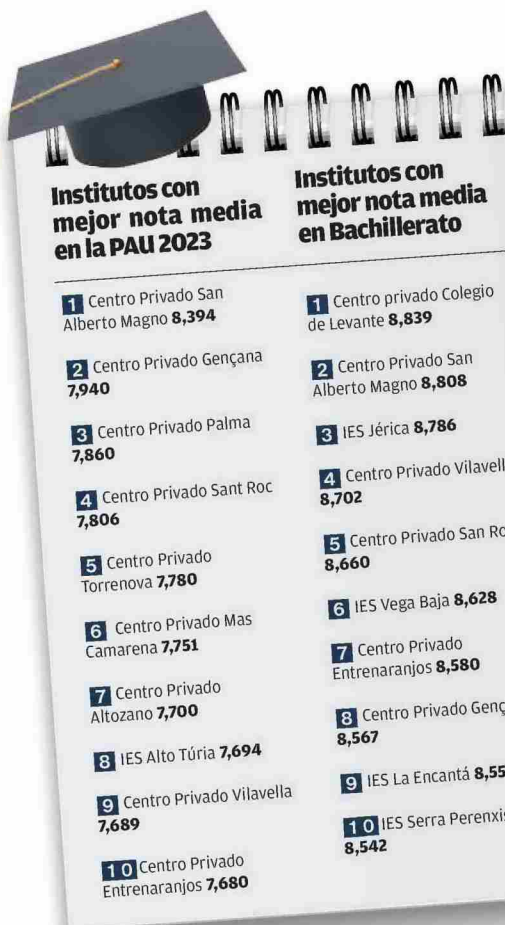 Institutos con
mejor nota media
en la PAU 2023
1 Centro Privado San
Alberto Magno 8,394
2 Centro Privado Gençana
7,940
3 Centro Privado Palma
7,860
4 Centro Privado Sant Roc
7,806
5 Centro Privado
Torrenova 7,780
6 Centro Privado Mas
Camarena 7,751
7 Centro Privado
Altozano 7,700
8 IES Alto Túria 7,694
9 Centro Privado Vilavella
7,689
10 Centro Privado
Entrenaranjos 7,680
Institutos con
mejor nota media
en Bachillerato
1 Centro privado Colegio
de Levante 8,839
2 Centro Privado San
Alberto Magno 8,808
3 IES Jérica 8,786
4 Centro Privado
8,702
5 Centro Privado San
8,660
6 IES Vega Baja 8,628
7 Centro Privado
Entrenaranjos 8,580
8 Centro Privado
8,567
9 IES La Encantá
10 IES Serra
8,542